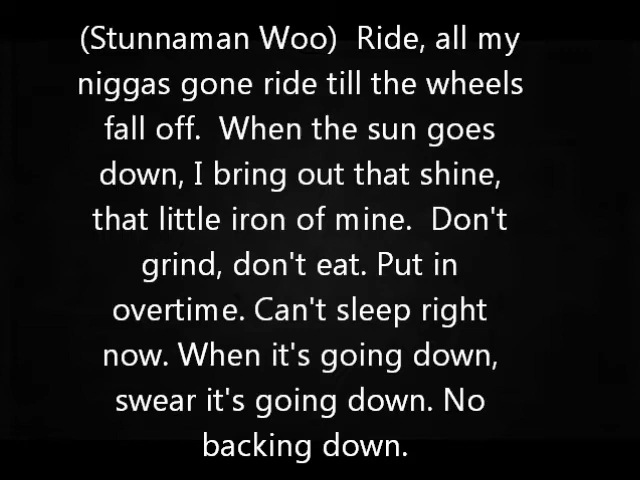 (Stunnaman Woo)  Ride, all my
niggas gone ride till the wheels
fall off.  When the sun goes
down, I bring out that shine,
that little iron of mine.  Don't
grind, don't eat. Put in
overtime. Can't sleep right
now. When it's going down,
swear it's going down. No
backing down.